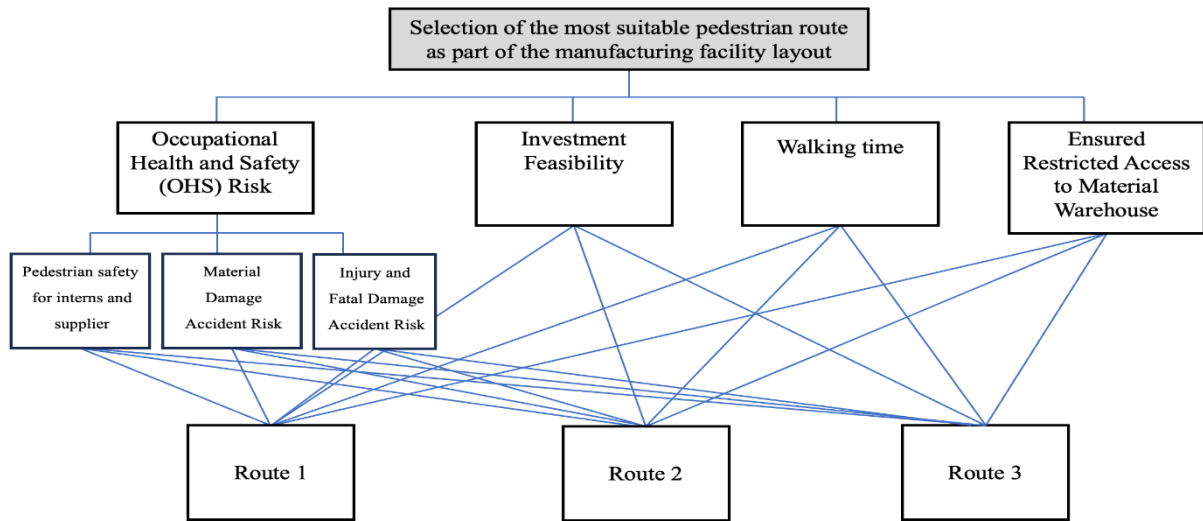 Selection of the most suitable pedestrian route
as part of the manufacturing facility layout
Occupational
Health and Safety
(OHS) Risk
Investment
Feasibility
Walking time
Ensured
Restricted Access
to Material
Warehouse
Pedestrian safety
for interns and
supplier
Material
Damage
Accident Risk
Injury and
Fatal Damage
Accident Risk
Route 1
Route 2
Route 3